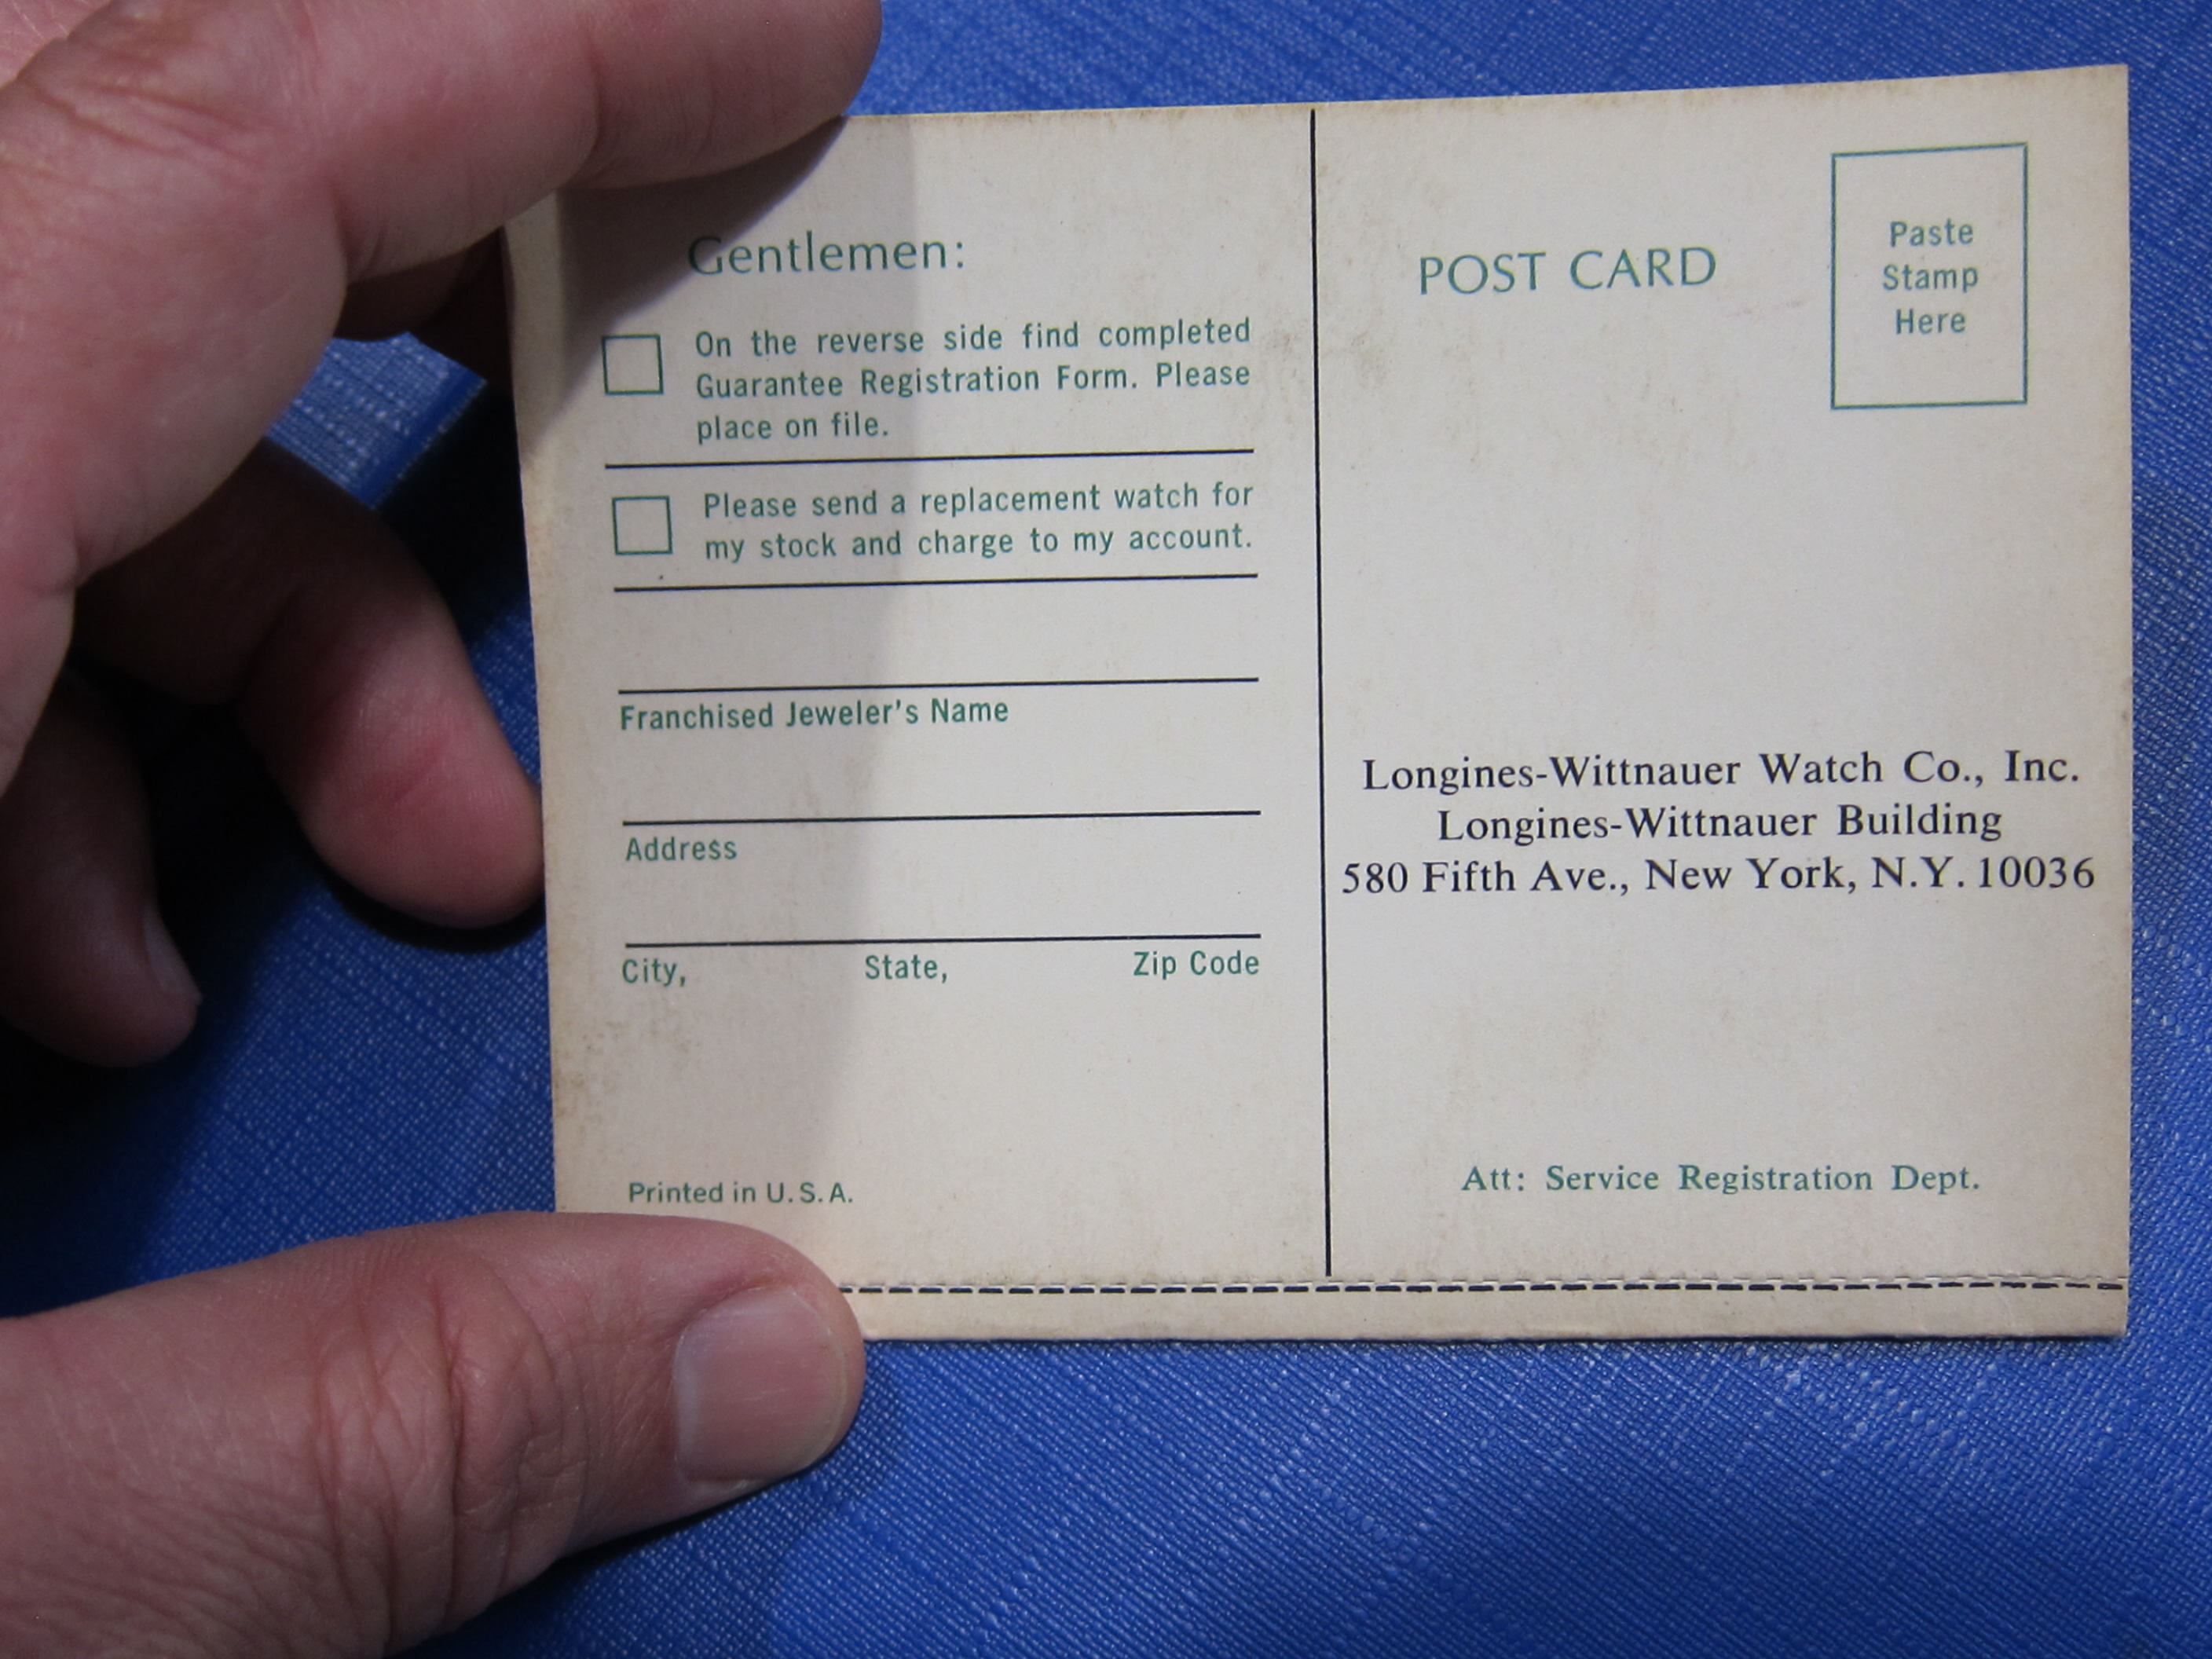 Gentlemen:
On the reverse side find completed
Guarantee Registration Form. Please
place on file.
Please send a replacement watch for
my stock and charge to my account.
Franchised Jeweler's Name
Address
City, State, Zip Code
Printed in U.S.A.
POST CARD
Paste
Stamp
Here
Longines-Wittnauer Watch Co., Inc.
Longines-Wittnauer Building
580 Fifth Ave., New York, N.Y. 10036
Att: Service Registration Dept.